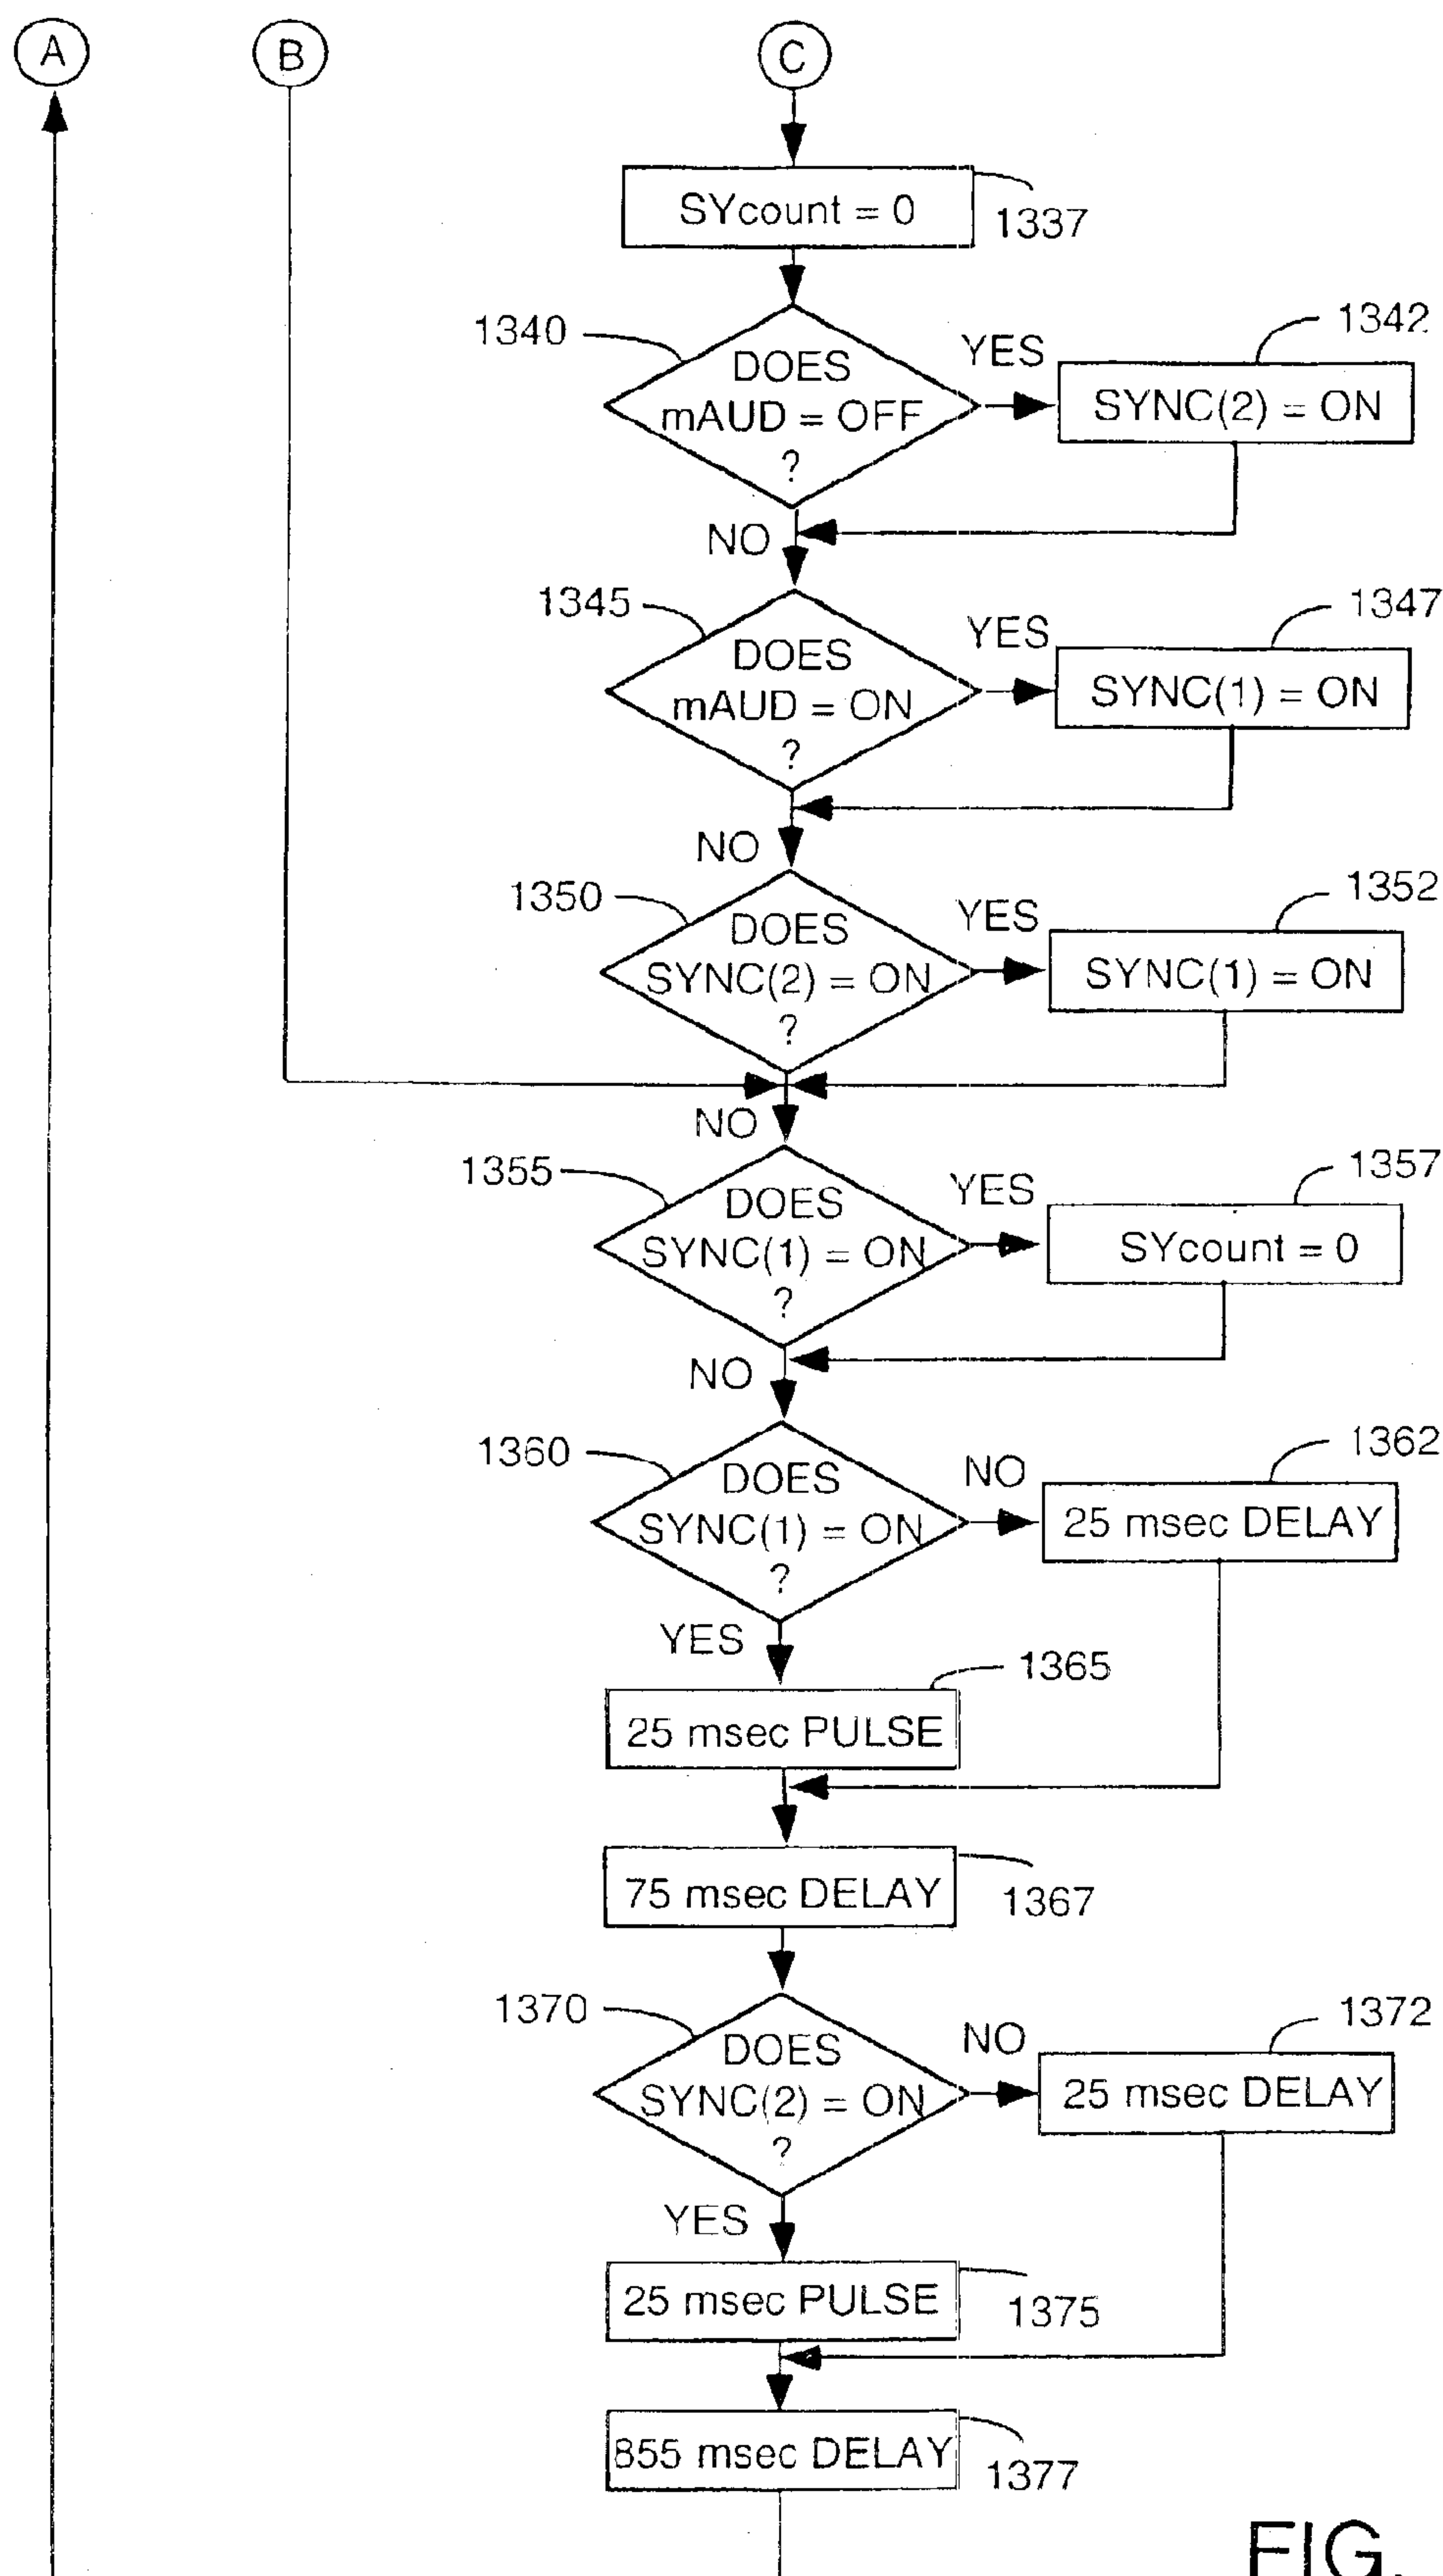 A
B
C
SYcount = 0
1337
1340
DOES
mAUD = OFF
?
YES
1342
SYNC(2) = ON
NO
1345
DOES
mAUD = ON
?
YES
1347
SYNC(1) = ON
NO
1350
DOES
SYNC(2) = ON
?
YES
1352
SYNC(1) = ON
NO
1355
DOES
SYNC(1) = ON
?
YES
1357
SYcount = 0
NO
1360
DOES
SYNC(1) = ON
?
NO
1362
25 msec DELAY
YES
1365
25 msec PULSE
75 msec DELAY
1367
1370
DOES
SYNC(2) = ON
?
NO
1372
25 msec DELAY
YES
25 msec PULSE
1375
855 msec DELAY
1377
FIG.